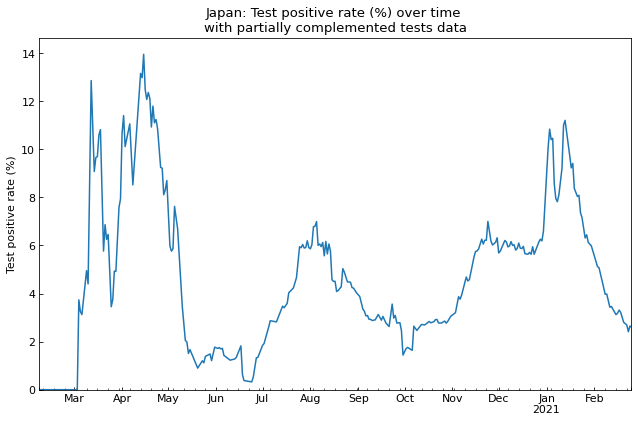 Japan: Test positive rate (%) over time
with partially complemented tests data
Test positive rate (%)
14
12
10
8
6
4
2
0
Mar Apr May Jun Jul Aug Sep Oct Nov Dec Jan Feb
2021